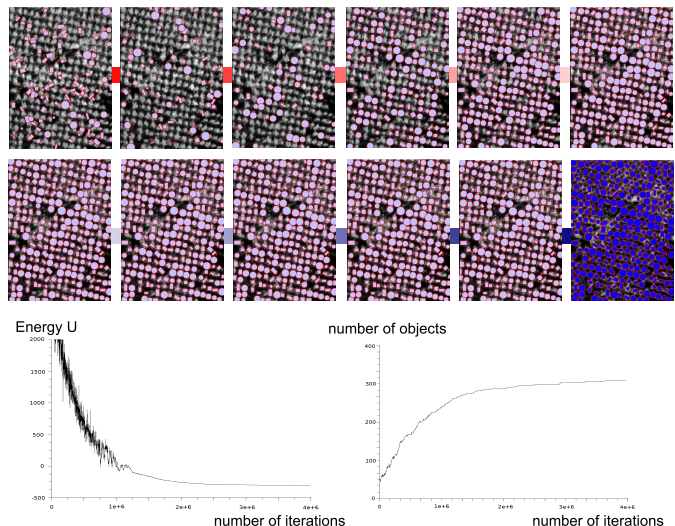 Energy U
number of objects
2000
1500
1000
500
0
-500
1e+6
2e+6
3e+6
4e+6
number of iterations
400
300
200
100
0
0
1e+6
2e+6
3e+6
4e+6
number of iterations